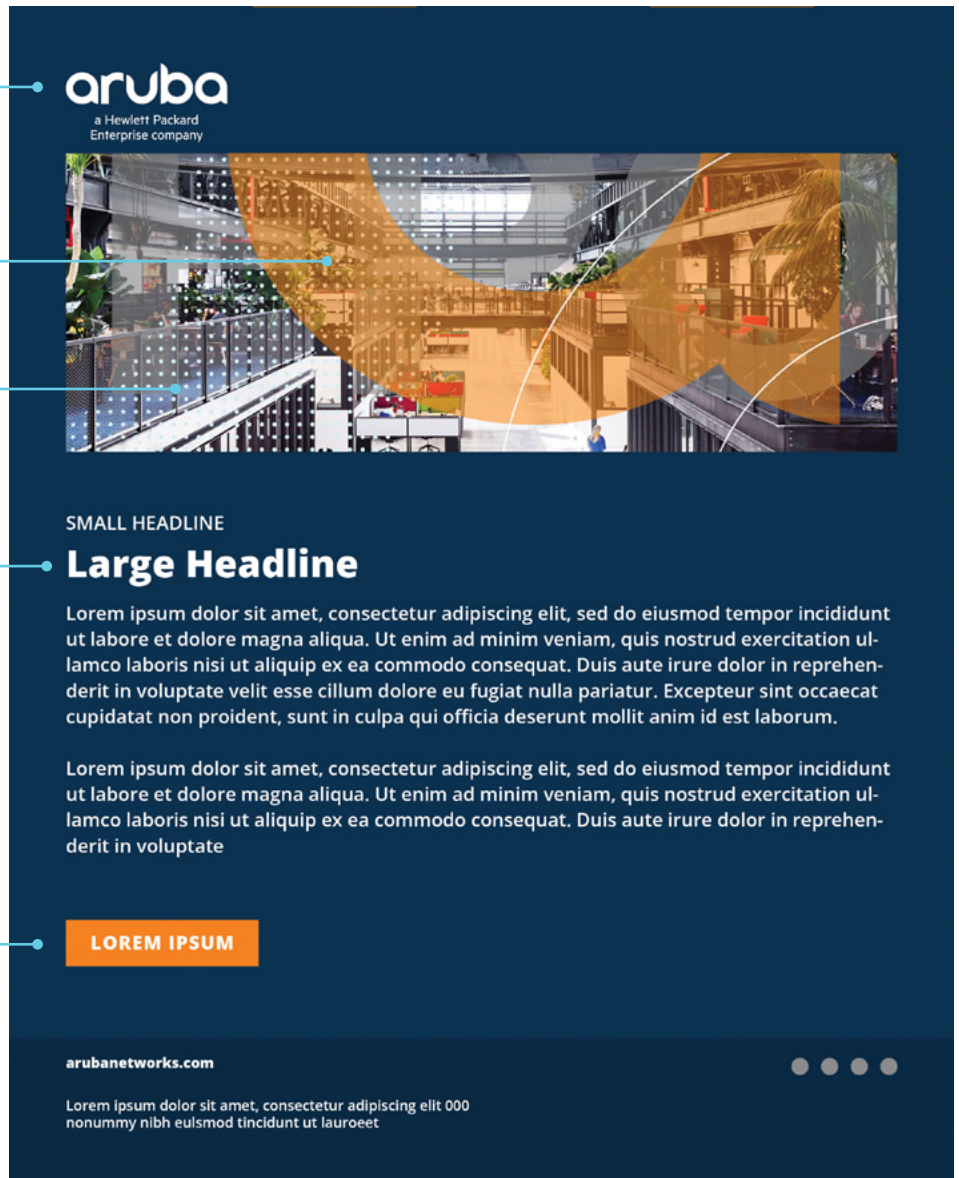 aruba
a Hewlett Packard
Enterprise company
SMALL HEADLINE
Large Headline
Lorem ipsum dolor sit amet, consectetur adipiscing elit, sed do eiusmod tempor incididunt
ut labore et dolore magna aliqua. Ut enim ad minim veniam, quis nostrud exercitation ul-
lamco laboris nisi ut aliquip ex ea commodo consequat. Duis aute irure dolor in reprehen-
derit in voluptate velit esse cillum dolore eu fugiat nulla pariatur. Excepteur sint occaecat
cupidatat non proident, sunt in culpa qui officia deserunt mollit anim id est laborum.
Lorem ipsum dolor sit amet, consectetur adipiscing elit, sed do eiusmod tempor incididunt
ut labore et dolore magna aliqua. Ut enim ad minim veniam, quis nostrud exercitation ul-
lamco laboris nisi ut aliquip ex ea commodo consequat. Duis aute irure dolor in reprehen-
derit in voluptate
LOREM IPSUM
arubanetworks.com
Lorem ipsum dolor sit amet, consectetur adipiscing elit 000
nonummy nibh eulsmod tincidunt ut lauroeet